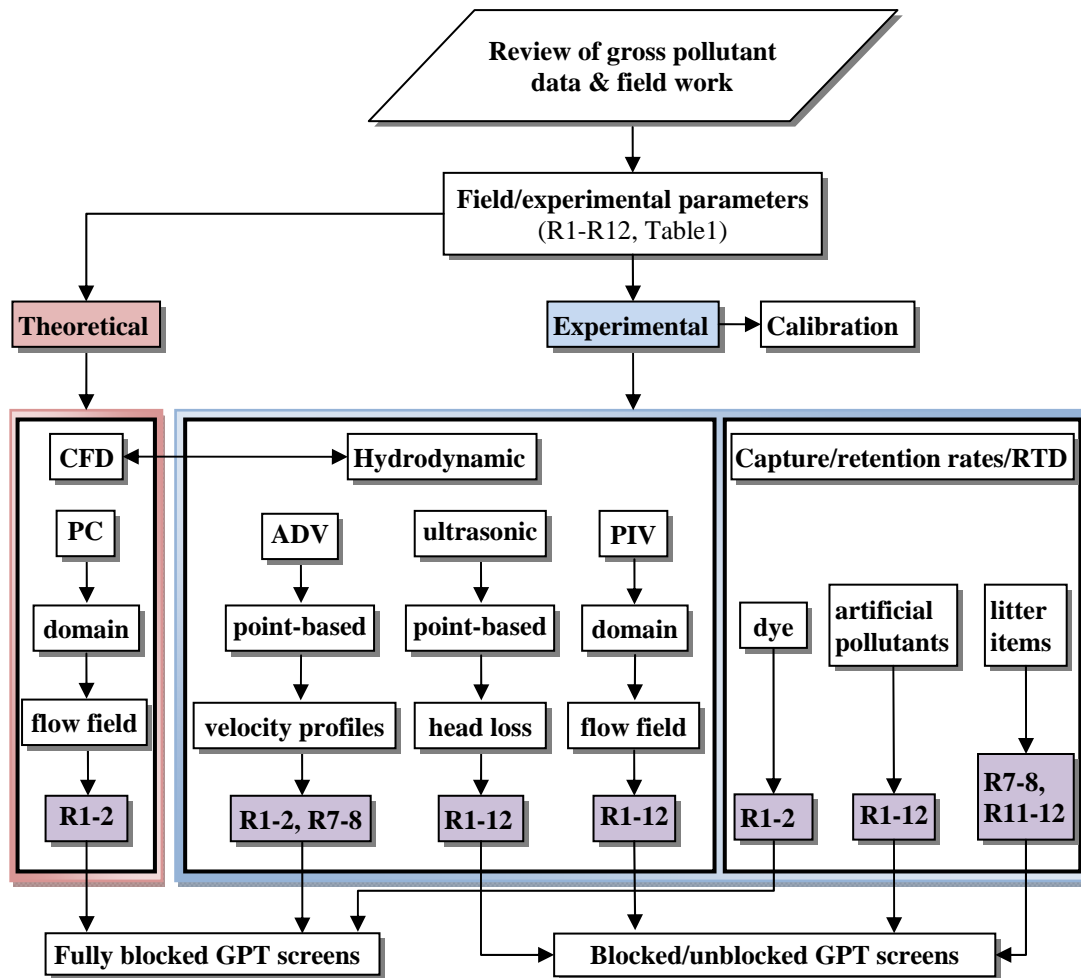 Review of gross pollutant
data & field work
Field/experimental parameters
(R1-R12, Table1)
Theoretical
Experimental
Calibration
CFD
Hydrodynamic
Capture/retention rates/RTD
PC
domain
flow field
R1-2
ADV
point-based
velocity profiles
R1-2, R7-8
ultrasonic
point-based
head loss
R1-12
PIV
domain
flow field
R1-12
dye
R1-2
artificial
pollutants
R1-12
litter
items
R7-8,
R11-12
Fully blocked GPT screens
Blocked/unblocked GPT screens